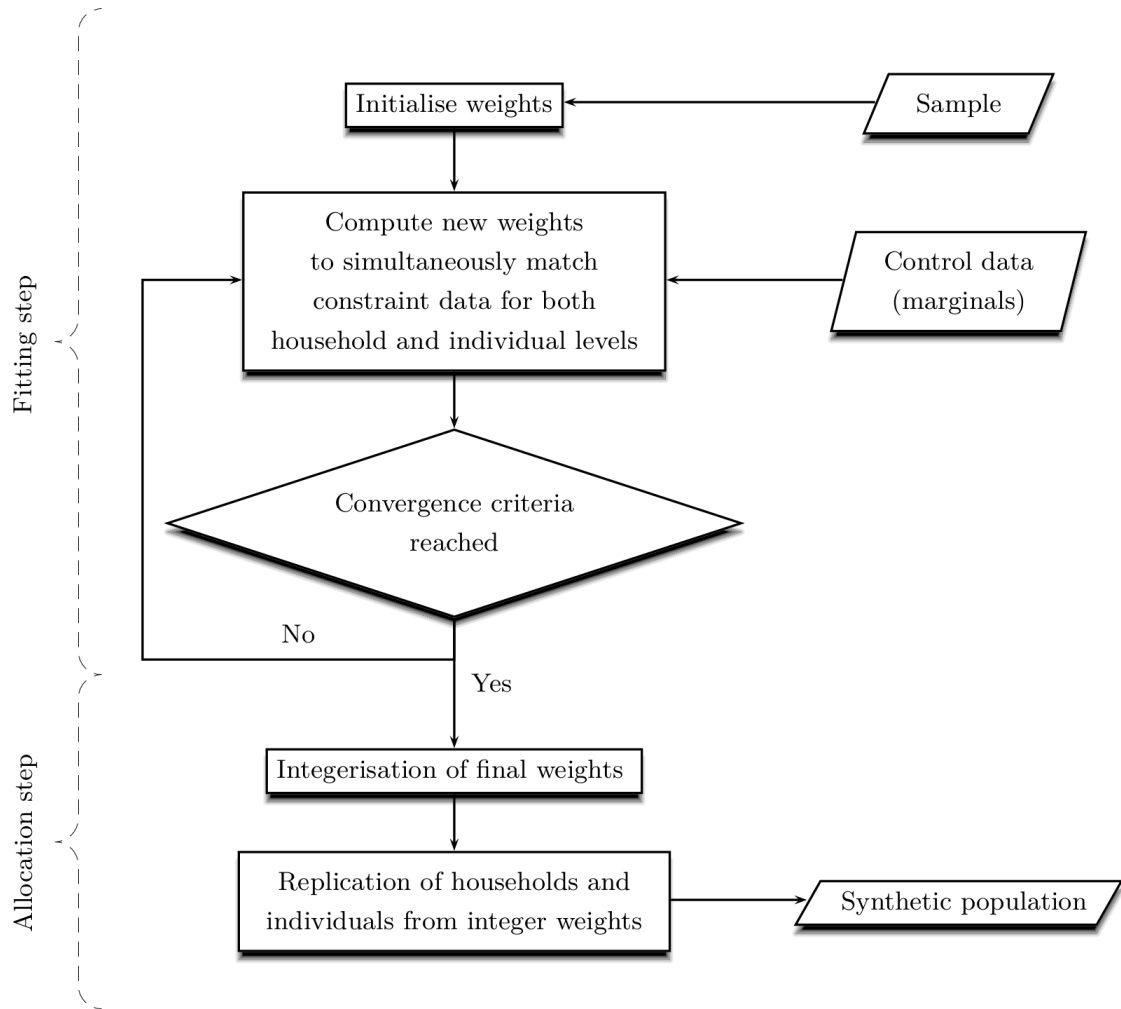 Initialise weights
Sample
Compute new weights
to simultaneously match
constraint data for both
household and individual levels
Control data
(marginals)
Fitting step
Convergence criteria
reached
No
Yes
Integerisation of final weights
Allocation step
Replication of households and
individuals from integer weights
Synthetic population